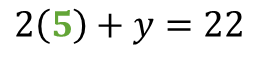 2(5) + y = 22